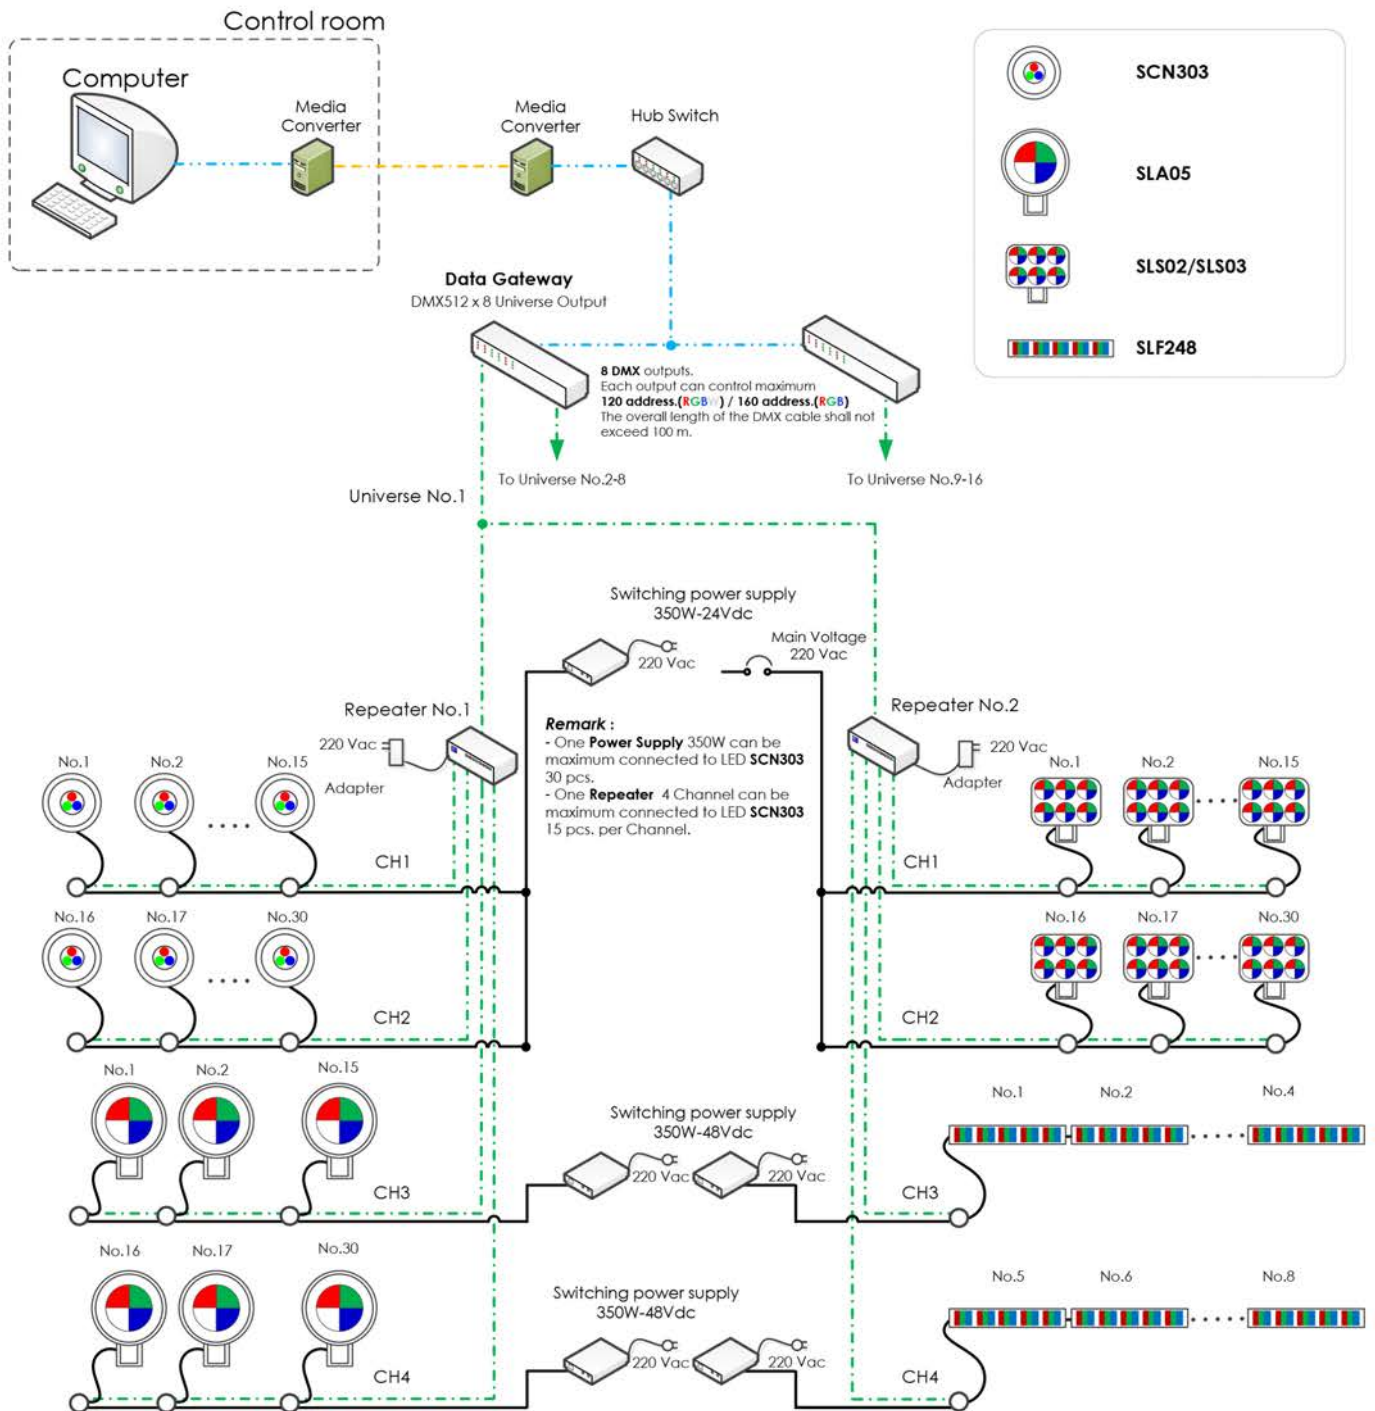 Control room
Computer
Media
Converter
Media
Converter
Hub Switch
SCN303
SLA05
SLS02/SLS03
SLF248
Data Gateway
DMX512 x 8 Universe Output
8 DMX outputs.
Each output can control maximum
120 address.(RGBW) / 160 address.(RGB)
The overall length of the DMX cable shall not
exceed 100 m.
To Universe No.2-8
To Universe No.9-16
Universe No.1
Switching power supply
350W-24Vdc
220 Vac
Main Voltage
220 Vac
Repeater No.1
220 Vac
Adapter
Repeater No.2
220 Vac
Adapter
Remark :
- One Power Supply 350W can be
maximum connected to LED SCN303
30 pcs.
- One Repeater 4 Channel can be
maximum connected to LED SCN303
15 pcs. per Channel.
No.1 No.2 No.15
CH1
No.1 No.2 No.15
CH1
No.16 No.17 No.30
CH2
No.16 No.17 No.30
CH2
No.1 No.2 No.15
CH3
Switching power supply
350W-48Vdc
220 Vac 220 Vac
No.1 No.2 No.4
CH3
No.16 No.17 No.30
CH4
Switching power supply
350W-48Vdc
220 Vac 220 Vac
No.5 No.6 No.8
CH4